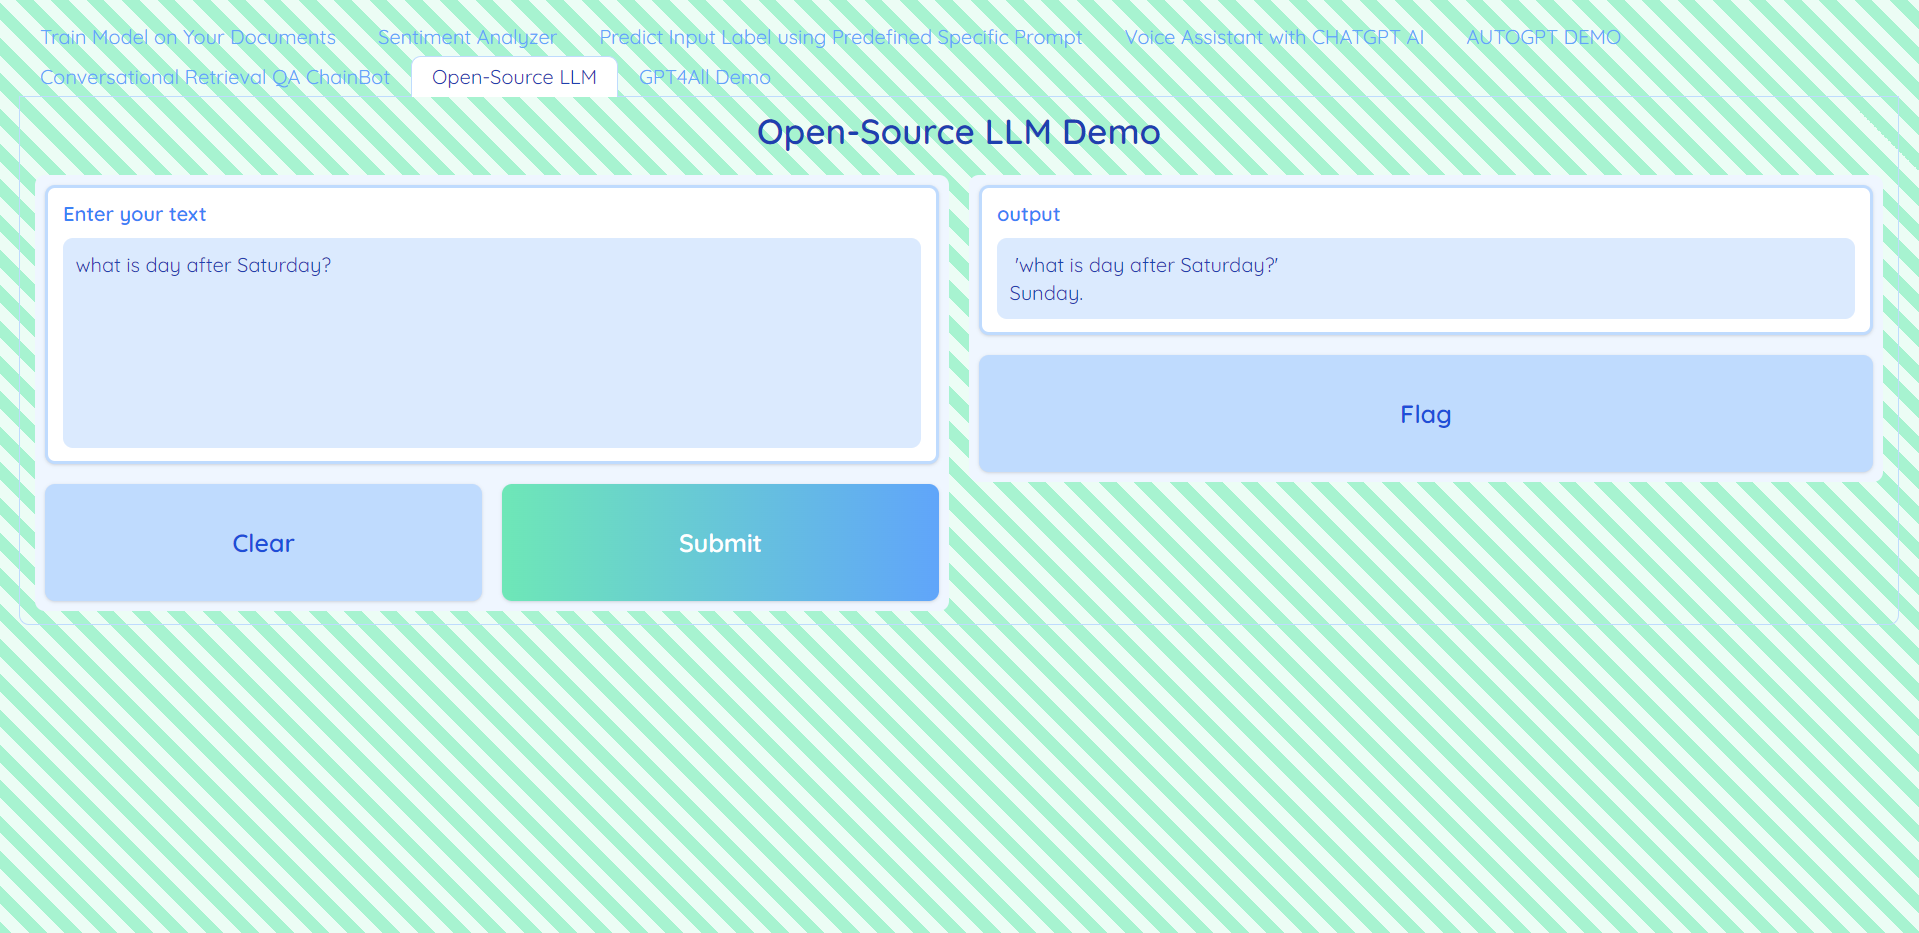 Train Model on Your Documents Sentiment Analyzer Predict Input Label using Predefined Specific Prompt Voice Assistant with CHATGPT AI AUTOGPT DEMO
Conversational Retrieval QA ChainBot Open-Source LLM GPT4All Demo
Open-Source LLM Demo
Enter your text
what is day after Saturday?
Clear Submit
output
'what is day after Saturday?'
Sunday.
Flag